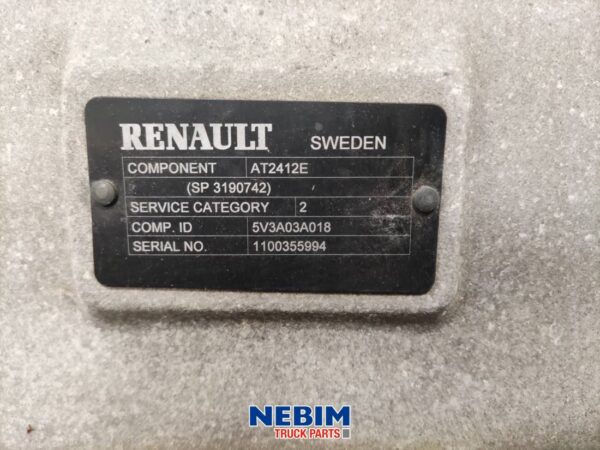 RENAULT SWEDEN
COMPONENT AT2412E
(SP 3190742)
SERVICE CATEGORY 2
COMP. ID 5V3A03A018
SERIAL NO. 1100355994
NEBIM
TRUCK PARTS